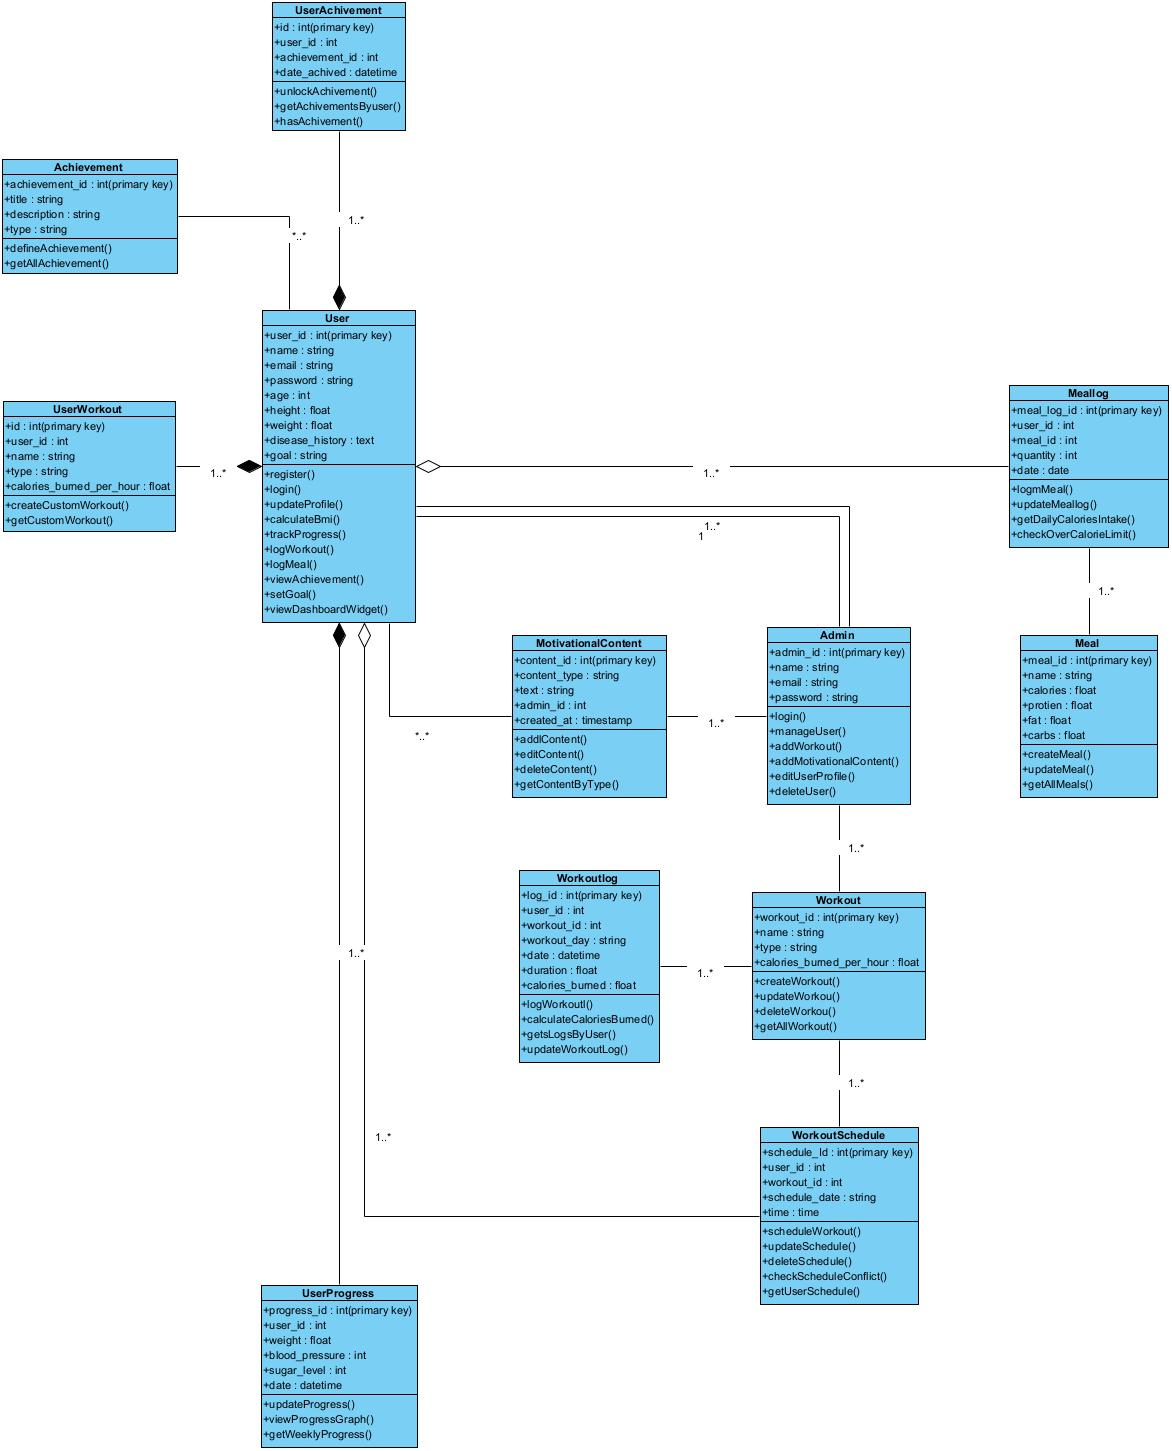 UserAchivement
+id : int(primary key)
+user_id : int
+achievement_id : int
+date_achived : datetime
+unlockAchivement()
+getAchivementsByuser()
+hasAchivement()
1..*
Achievement
+achievement_id : int(primary key)
+title : string
+description : string
+type : string
+defineAchievement()
+getAllAchievement()
*..*
User
+user_id : int(primary key)
+name : string
+email : string
+password : string
+age : int
+height : float
+weight : float
+disease_history : text
+goal : string
+register()
+login()
+updateProfile()
+calculateBmi()
+trackProgress()
+logWorkout()
+logMeal()
+viewAchievement()
+setGoal()
+viewDashboardWidget()
UserWorkout
+id : int(primary key)
+user_id : int
+name : string
+type : string
+calories_burned_per_hour : float
+createCustomWorkout()
+getCustomWorkout()
1..*
1..*
Meallog
+meal_log_id : int(primary key)
+user_id : int
+meal_id : int
+quantity : int
+date : date
+logmMeal()
+updateMeallog()
+getDailyCaloriesIntake()
+checkOverCalorieLimit()
1..*
1
1..*
Meal
+meal_id : int(primary key)
+name : string
+calories : float
+protien : float
+fat : float
+carbs : float
+createMeal()
+updateMeal()
+getAllMeals()
MotivationalContent
+content_id : int(primary key)
+content_type : string
+text : string
+admin_id : int
+created_at : timestamp
+addlContent()
+editContent()
+deleteContent()
+getContentByType()
*..*
1..*
Admin
+admin_id : int(primary key)
+name : string
+email : string
+password : string
+login()
+manageUser()
+addWorkout()
+addMotivationalContent()
+editUserProfile()
+deleteUser()
1..*
Workoutlog
+log_id : int(primary key)
+user_id : int
+workout_id : int
+workout_day : string
+date : datetime
+duration : float
+calories_burned : float
+logWorkoutl()
+calculateCaloriesBurned()
+getsLogsByUser()
+updateWorkoutLog()
1..*
Workout
+workout_id : int(primary key)
+name : string
+type : string
+calories_burned_per_hour : float
+createWorkout()
+updateWorkou()
+deleteWorkou()
+getAllWorkout()
1..*
1..*
1..*
WorkoutSchedule
+schedule_Id : int(primary key)
+user_id : int
+workout_id : int
+schedule_date : string
+time : time
+scheduleWorkout()
+updateSchedule()
+deleteSchedule()
+checkScheduleConflict()
+getUserSchedule()
UserProgress
+progress_id : int(primary key)
+user_id : int
+weight : float
+blood_pressure : int
+sugar_level : int
+date : datetime
+updateProgress()
+viewProgressGraph()
+getWeeklyProgress()